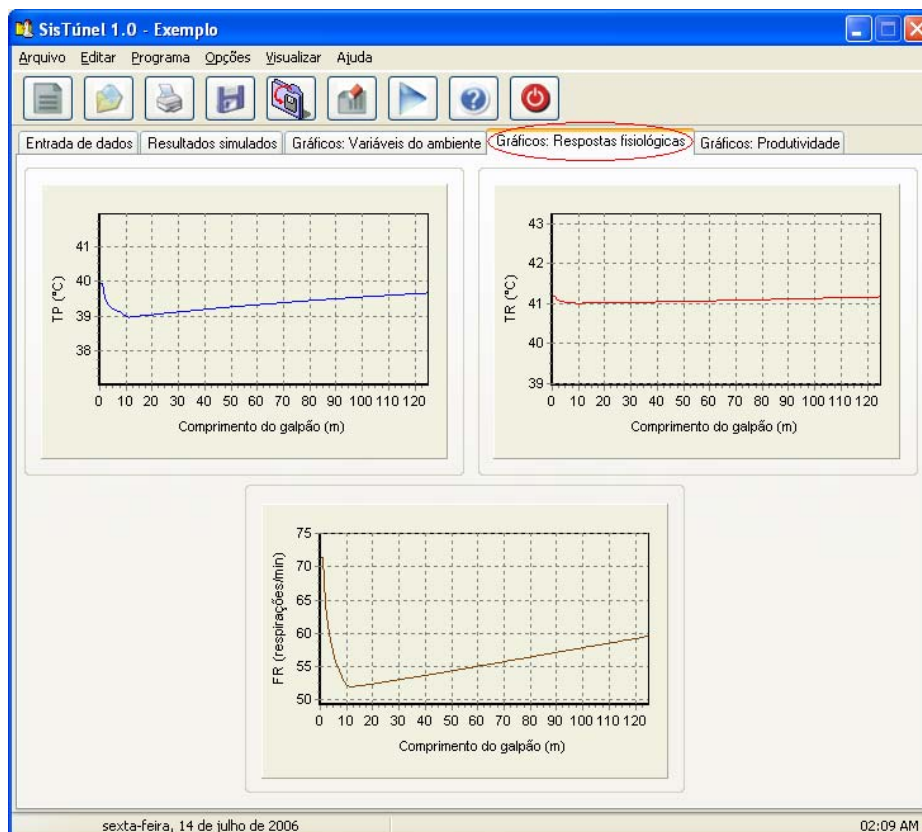 SisTúnel 1.0 - Exemplo
Arquivo Editar Programa Opções Visualizar Ajuda
Entrada de dados Resultados simulados Gráficos: Variáveis do ambiente Gráficos: Respostas fisiológicas Gráficos: Produtividade
TP (°C)
41
40
39
38
0 10 20 30 40 50 60 70 80 90 100 110 120
Comprimento do galpão (m)
TR (°C)
43
42
41
40
39
0 10 20 30 40 50 60 70 80 90 100 110 120
Comprimento do galpão (m)
FR (respirações/min)
75
70
65
60
55
50
0 10 20 30 40 50 60 70 80 90 100 110 120
Comprimento do galpão (m)
sexta-feira, 14 de julho de 2006 02:09 AM